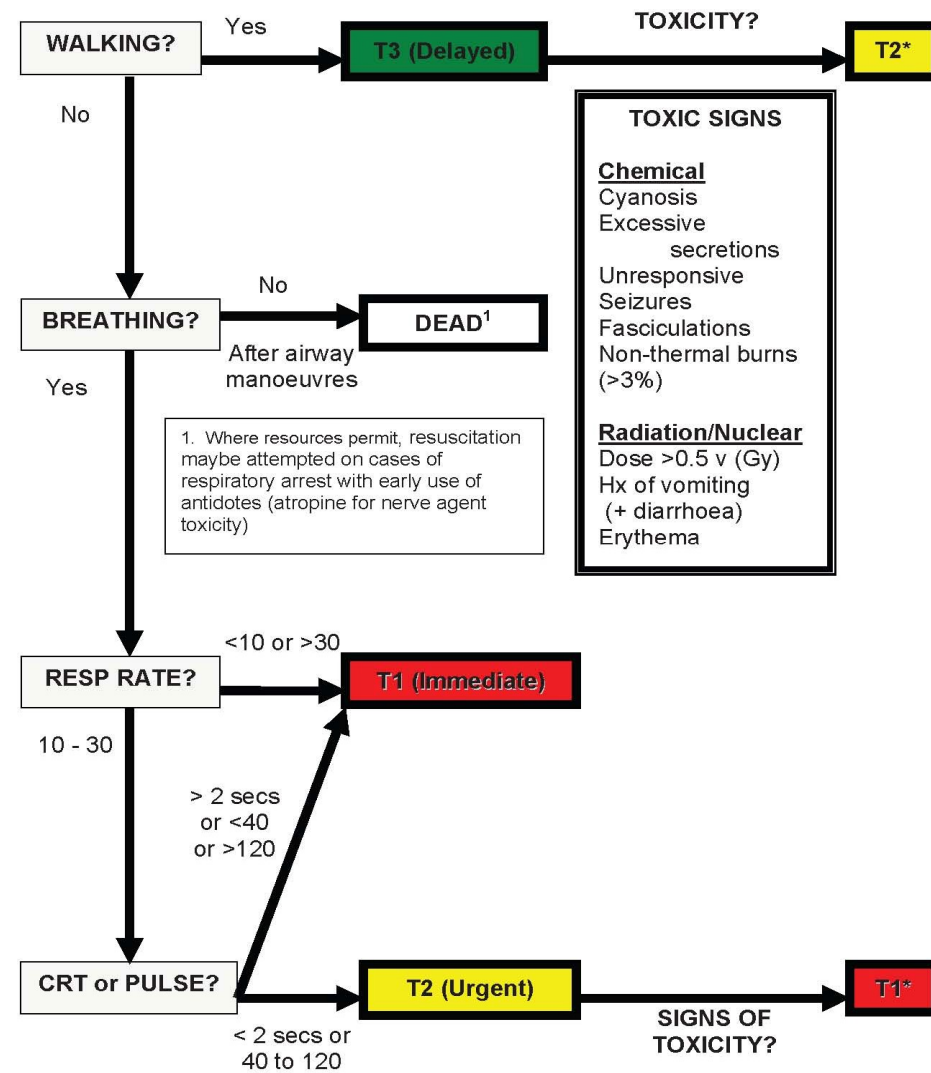 WALKING?
Yes
T3 (Delayed)
TOXICITY?
T2*
No
TOXIC SIGNS
Chemical
Cyanosis
Excessive
secretions
Unresponsive
Seizures
Fasciculations
Non-thermal burns
(>3%)
Radiation/Nuclear
Dose >0.5 v (Gy)
Hx of vomiting
(+ diarrhoea)
Erythema
BREATHING?
No
DEAD1
After airway
manoeuvres
Yes
1. Where resources permit, resuscitation
maybe attempted on cases of
respiratory arrest with early use of
antidotes (atropine for nerve agent
toxicity)
RESP RATE?
<10 or >30
T1 (Immediate)
10 - 30
> 2 secs
or <40
or >120
CRT or PULSE?
T2 (Urgent)
T1*
< 2 secs or
40 to 120
SIGNS OF
TOXICITY?